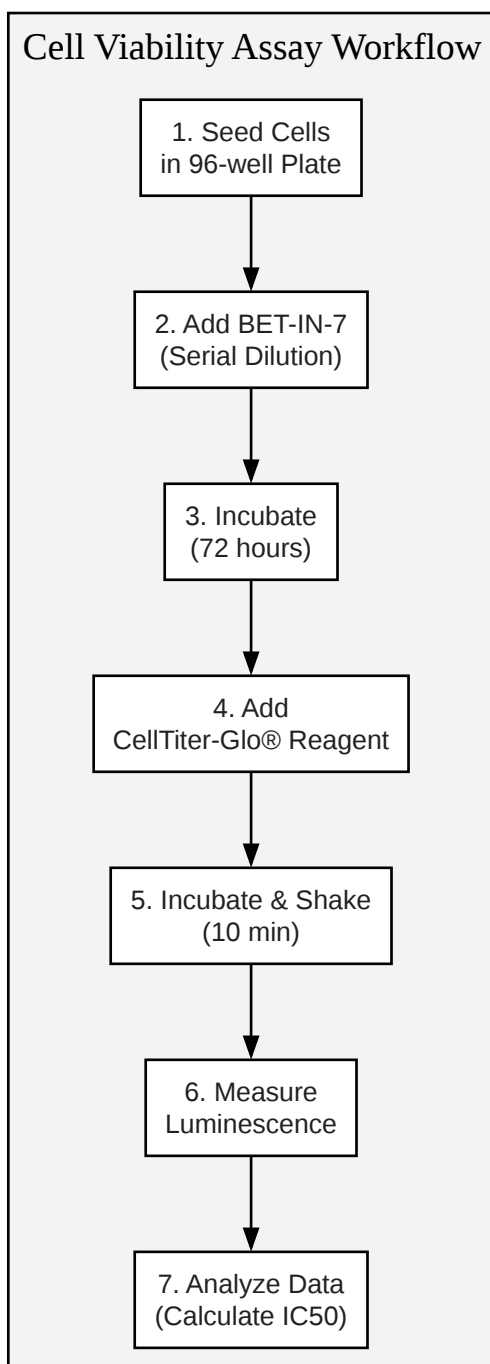 Cell Viability Assay Workflow
1. Seed Cells
in 96-well Plate
2. Add BET-IN-7
(Serial Dilution)
3. Incubate
(72 hours)
4. Add
CellTiter-Glo® Reagent
5. Incubate & Shake
(10 min)
6. Measure
Luminescence
7. Analyze Data
(Calculate IC50)